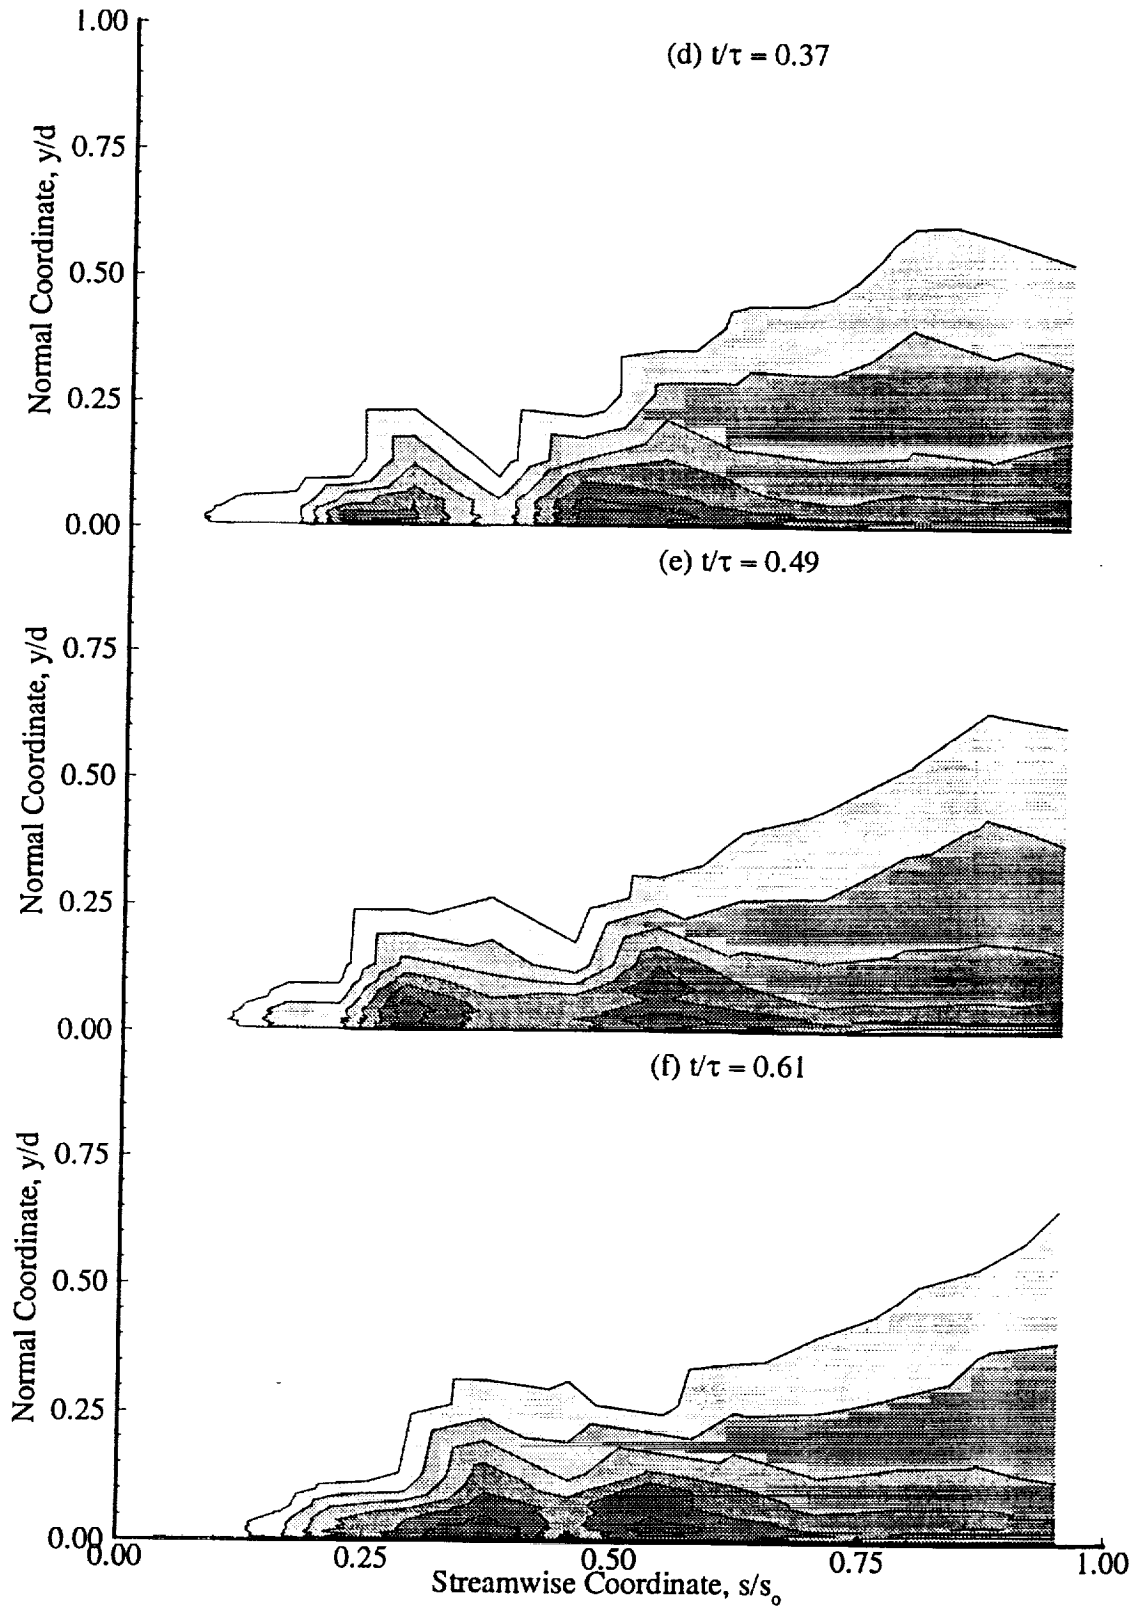 1.00
(d) t/τ = 0.37
0.75
Normal Coordinate, y/d
0.50
0.25
0.00
(e) t/τ = 0.49
0.75
Normal Coordinate, y/d
0.50
0.25
0.00
(f) t/τ = 0.61
0.75
Normal Coordinate, y/d
0.50
0.25
0.00
0.00 0.25 0.50 0.75 1.00
Streamwise Coordinate, s/sₒ